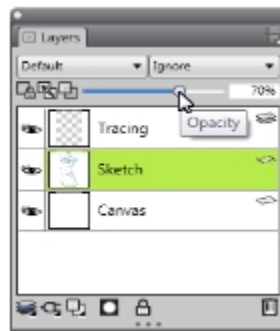 Layers
Default Ignore
70%
Opacity
Tracing
Sketch
Canvas